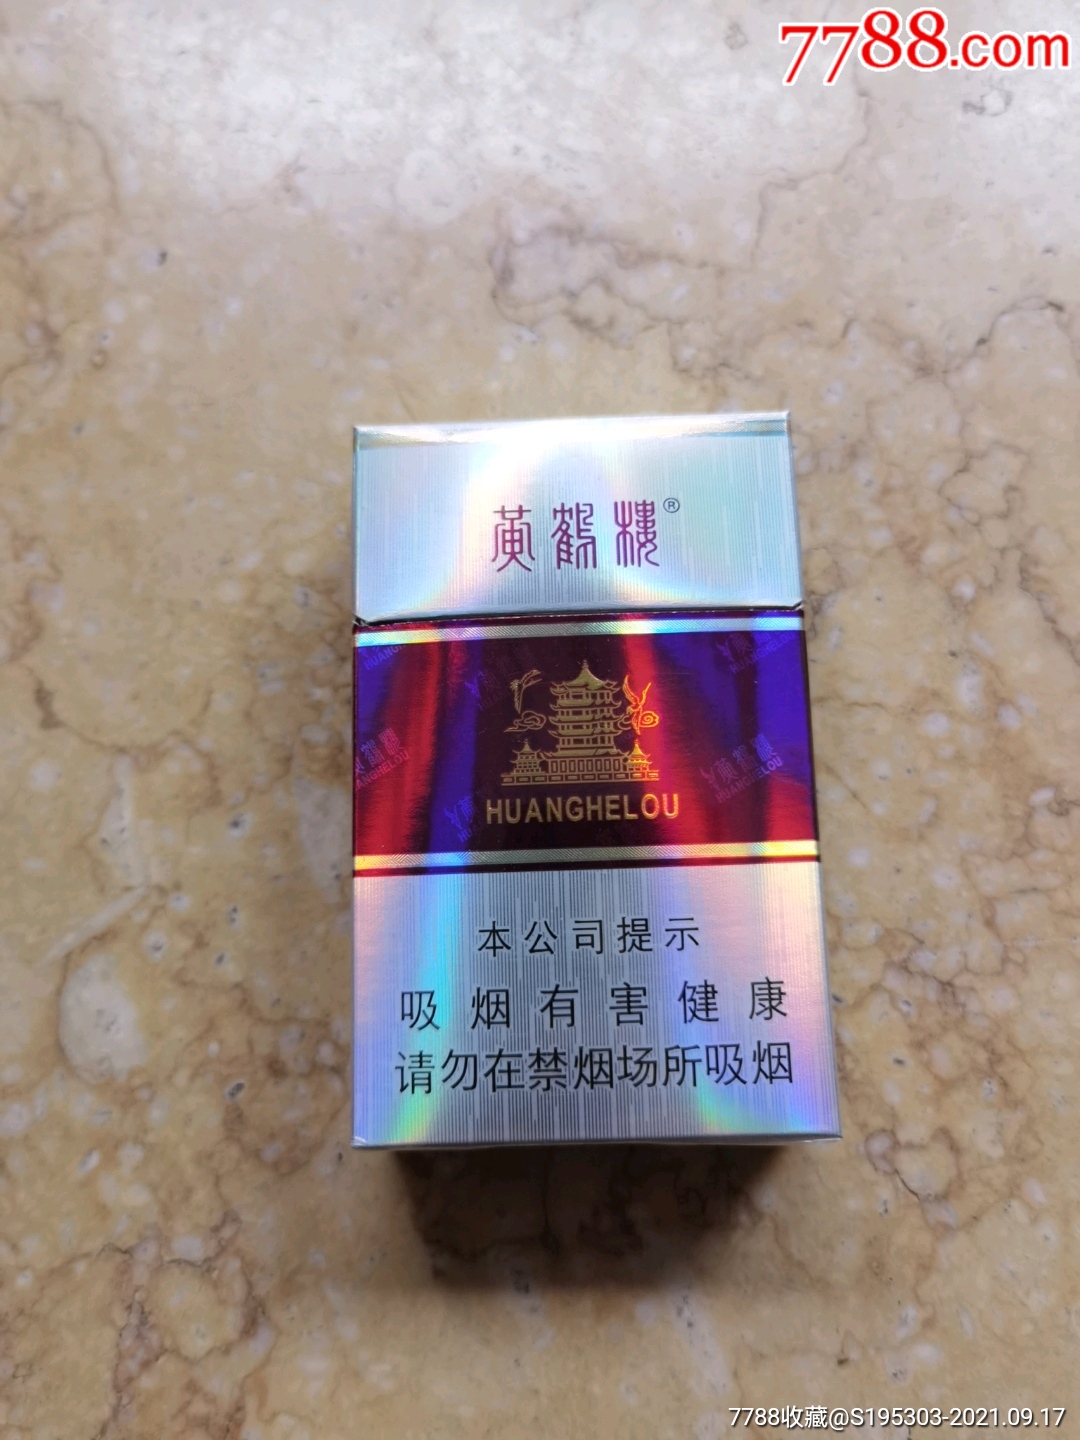 7788.com
黄鹤楼®
HUANGHELOU
本公司提示
吸烟有害健康
请勿在禁烟场所吸烟
7788收藏@S195303-2021.09.17